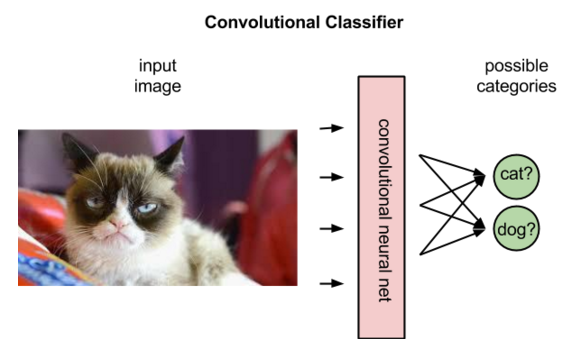 Convolutional Classifier
input
image
possible
categories
convolutional neural net
cat?
dog?